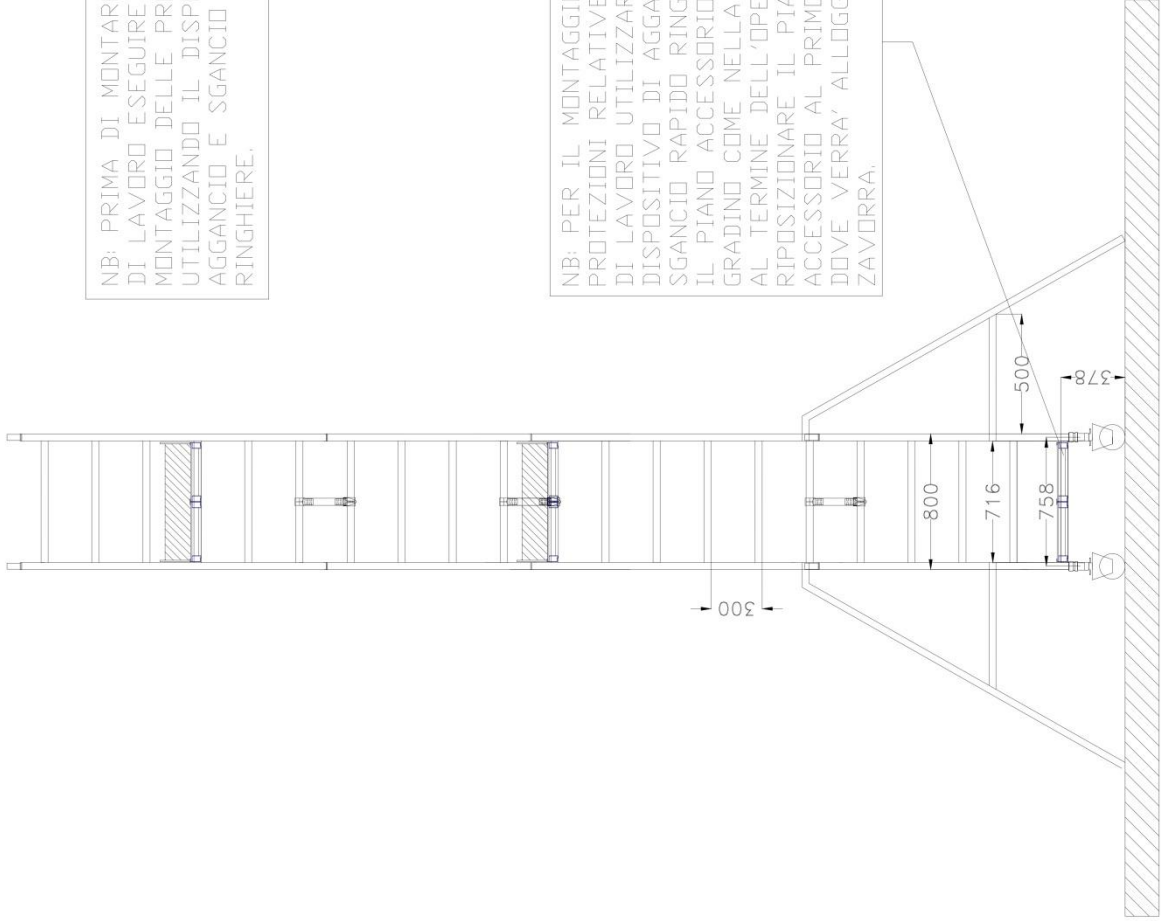 NB: PRIMA DI MONTAR
DI LAVORO ESEGUIRE
MONTAGGIO DELLE PR
UTILIZZANDO IL DISP
AGGANCIO E SGANCIO
RINGHIERE.
NB: PER IL MONTAGGI
PROTEZIONI RELATIVE
DI LAVORO UTILIZZAR
DISPOSITIVO DI AGGA
SGANCIO RAPIDO RING
IL PIANO ACCESSORIO
GRADINO COME NELLA
AL TERMINE DELL'OPE
RIPOSIZIONARE IL PIA
ACCESSORIO AL PRIMO
DOVE VERRA' ALLOGG
ZAVORRA.
300
800
716
758
500
378